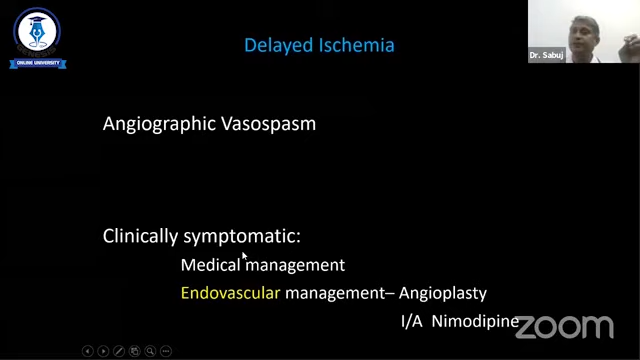 Delayed Ischemia
Dr. Sabuj
ONLINE UNIVERSITY
Angiographic Vasospasm
Clinically symptomatic:
Medical management
Endovascular management– Angioplasty
I/A Nimodipine
zoom